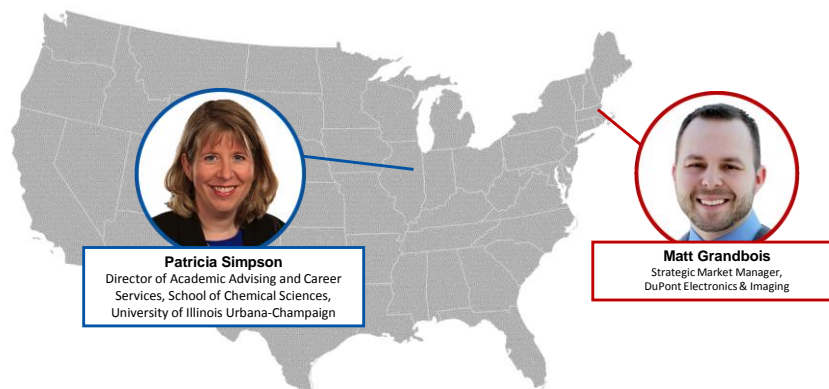 Patricia Simpson
Director of Academic Advising and Career
Services, School of Chemical Sciences,
University of Illinois Urbana-Champaign
Matt Grandbois
Strategic Market Manager,
DuPont Electronics & Imaging